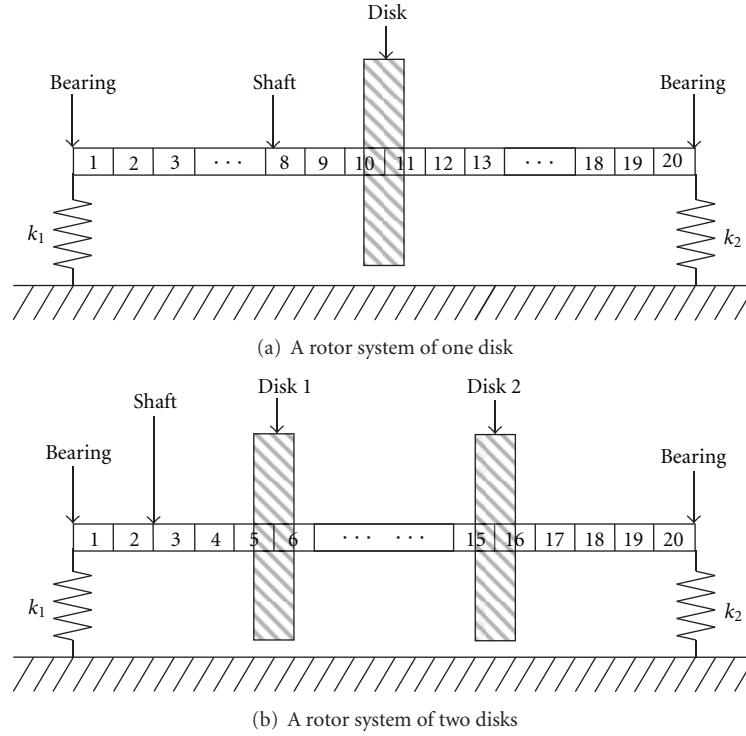 Disk
Bearing Shaft Bearing
1 2 3 · · · 8 9 10 11 12 13 · · · 18 19 20
k1 k2
(a) A rotor system of one disk
Disk 1 Disk 2
Shaft
Bearing Bearing
1 2 3 4 5 6 · · · · · · 15 16 17 18 19 20
k1 k2
(b) A rotor system of two disks